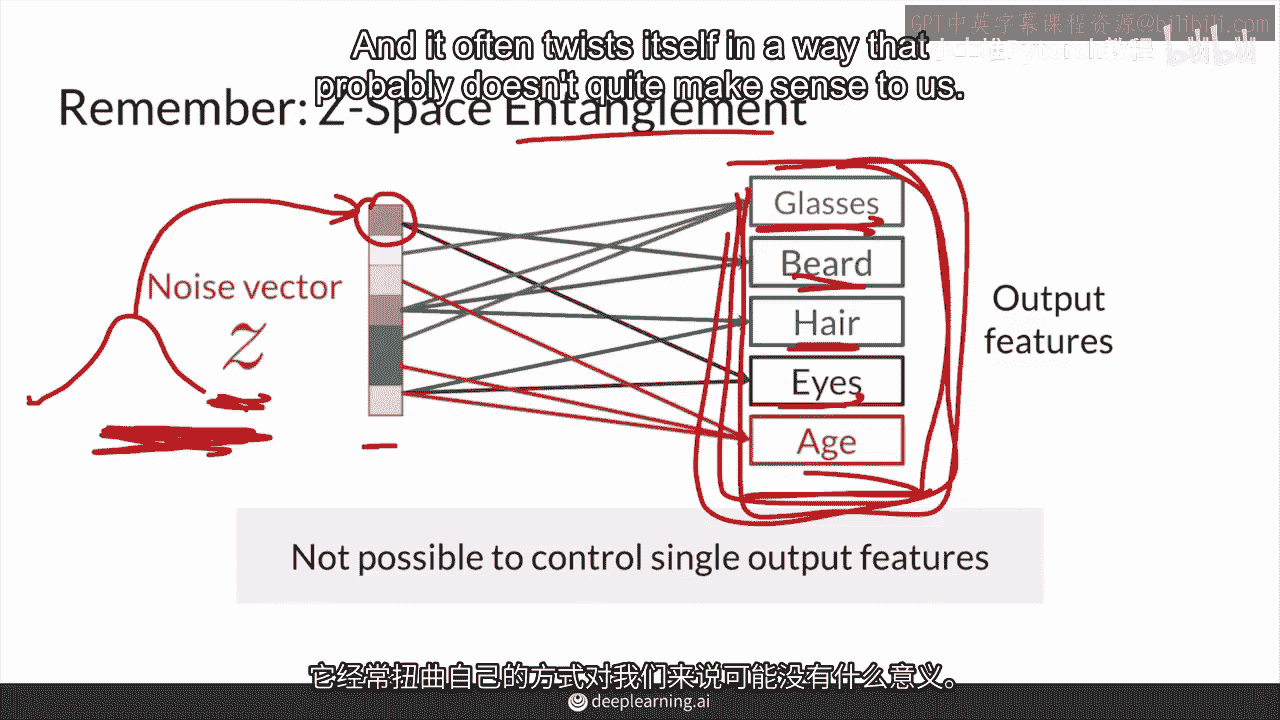 GPT中英字幕课程资源@bilibili.com
And it often twists itself in a way that
probably doesn't quite make sense to us.
Remember: Z-Space Entanglement
Noise vector
z
Glasses
Beard
Hair
Eyes
Age
Output
features
Not possible to control single output features
它经常扭曲自己的方式对我们来说可能没有什么意义。
deeplearning.ai